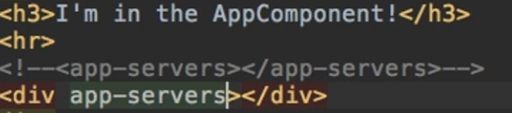 <h3>I'm in the AppComponent!</h3>
<hr>
<!--<app-servers></app-servers>-->
<div app-servers></div>